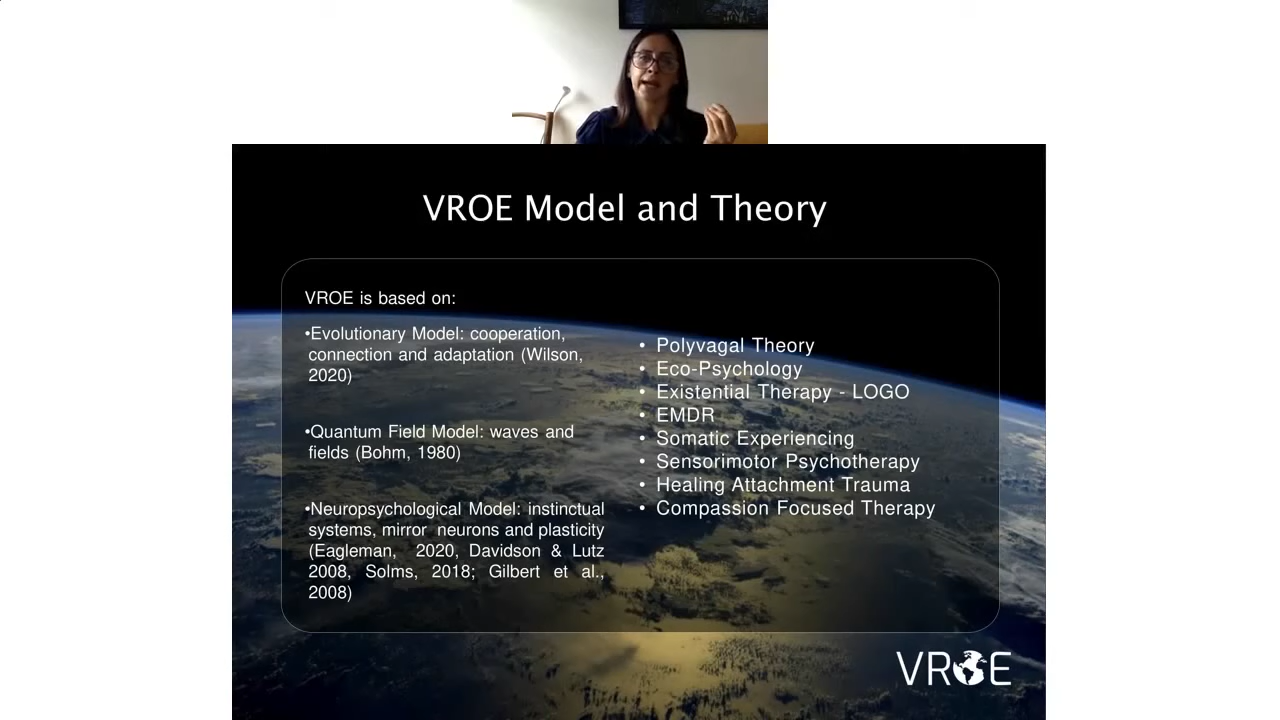 VROE Model and Theory
VROE is based on:
•Evolutionary Model: cooperation,
connection and adaptation (Wilson,
2020)
•Quantum Field Model: waves and
fields (Bohm, 1980)
•Neuropsychological Model: instinctual
systems, mirror neurons and plasticity
(Eagleman, 2020, Davidson & Lutz
2008, Solms, 2018; Gilbert et al.,
2008)
• Polyvagal Theory
• Eco-Psychology
• Existential Therapy - LOGO
• EMDR
• Somatic Experiencing
• Sensorimotor Psychotherapy
• Healing Attachment Trauma
• Compassion Focused Therapy
VROE